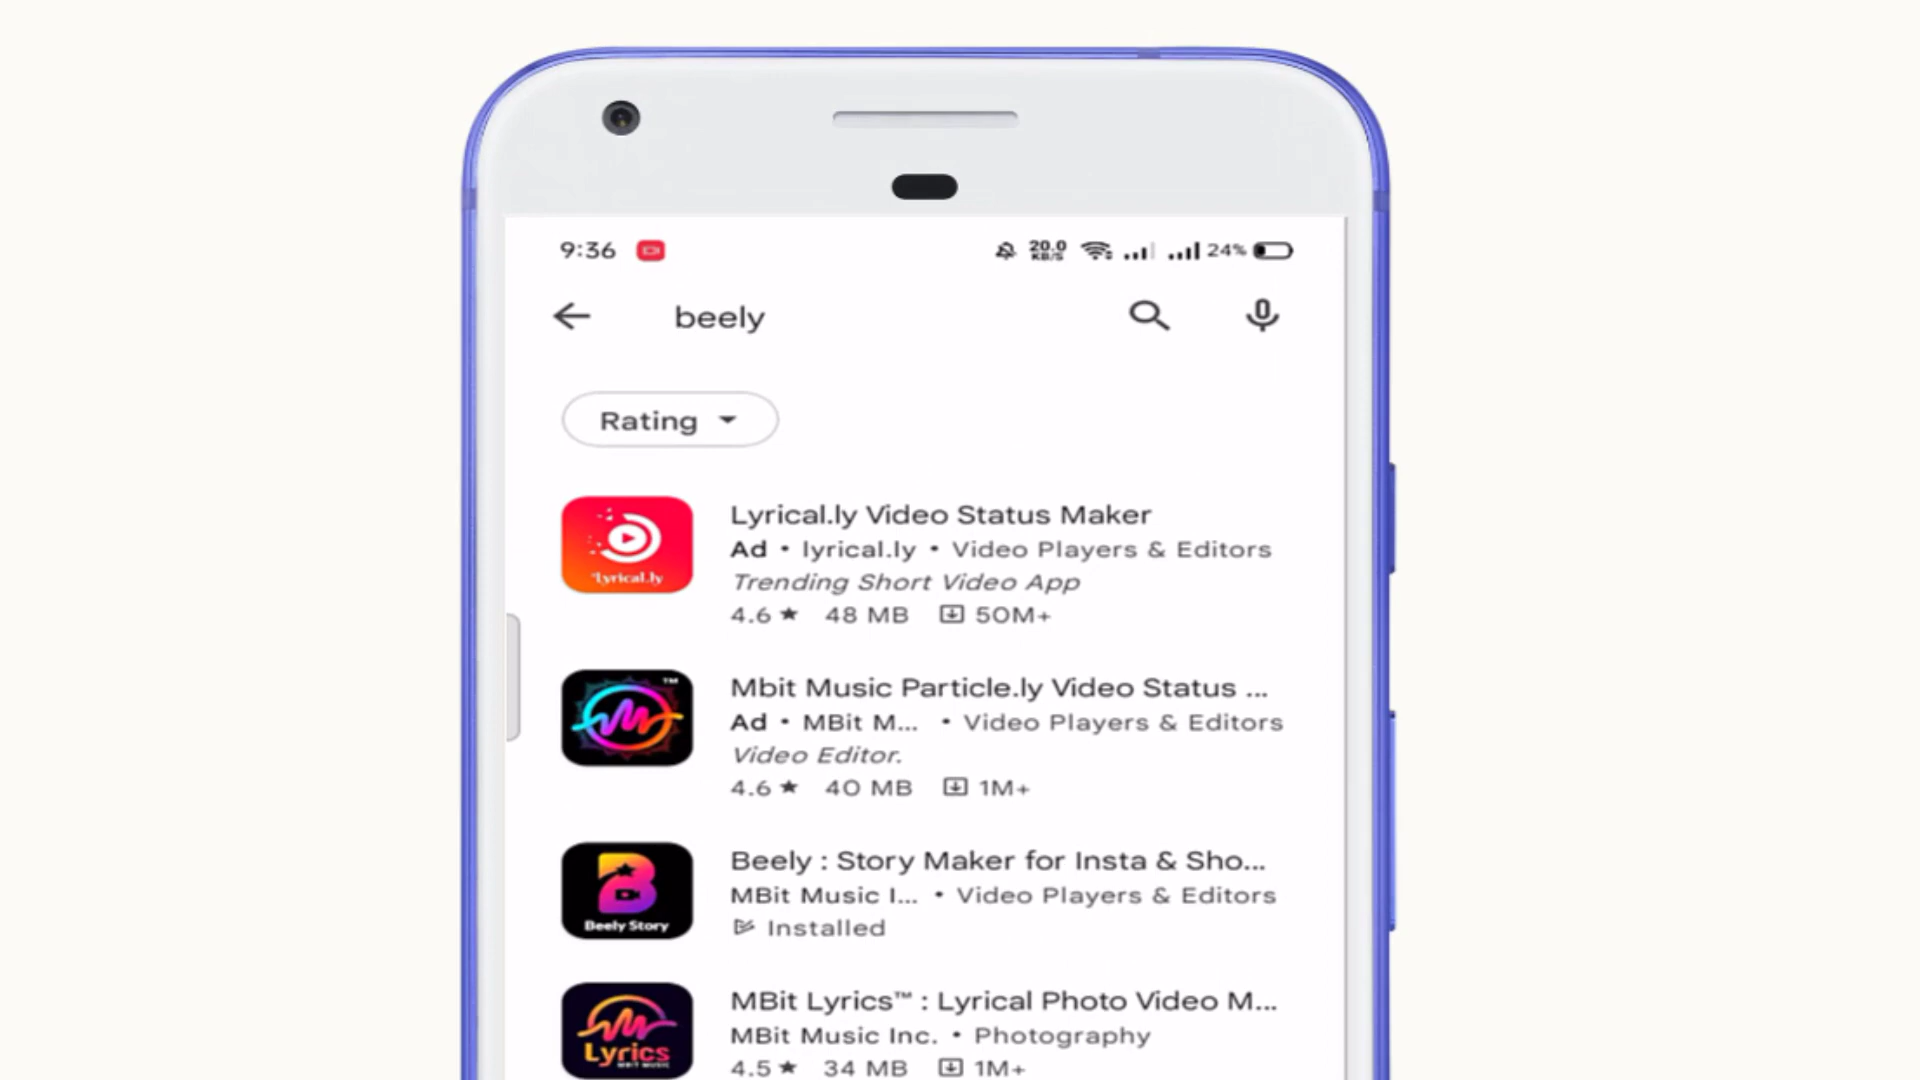 9:36 20.0 KB/S 24%
beely
Rating
Lyrical.ly Video Status Maker
Ad • lyrical.ly • Video Players & Editors
Trending Short Video App
4.6 ★ 48 MB 50M+
Lyrical.ly
Mbit Music Particle.ly Video Status ...
Ad • MBit M... • Video Players & Editors
Video Editor.
4.6 ★ 40 MB 1M+
TM
Beely : Story Maker for Insta & Sho...
MBit Music I... • Video Players & Editors
Installed
Beely Story
MBit Lyrics™ : Lyrical Photo Video M...
MBit Music Inc. • Photography
4.5 ★ 34 MB 1M+
Lyrics
MBIT MUSIC